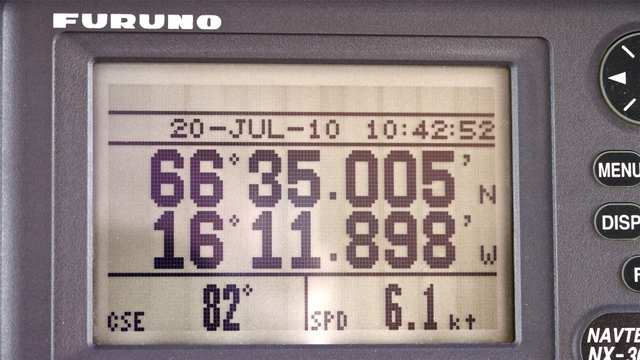 FURUNO
20-JUL-10 10:42:52
66°35.005' N
16°11.898' W
CSE 82° SPD 6.1 kt
MENU
DISP